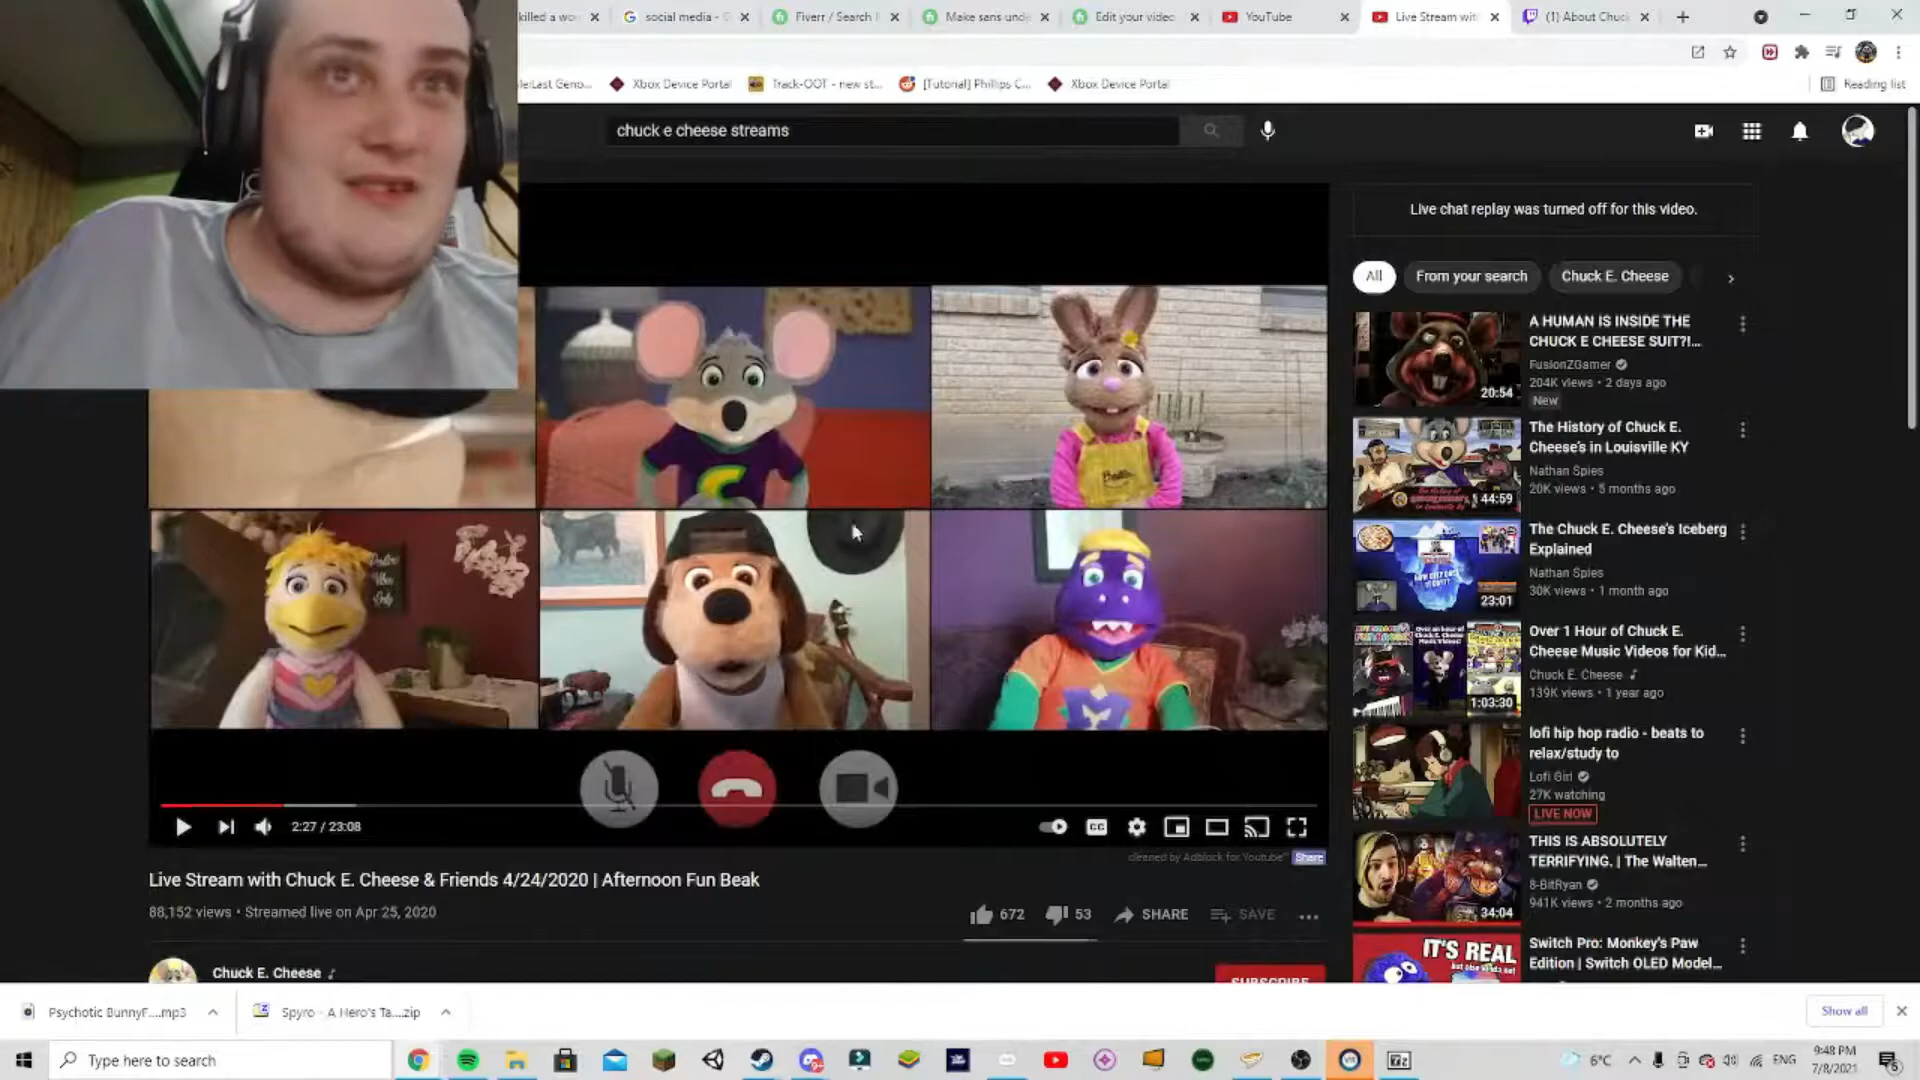 killed a wo
social media - G
Fiverr / Search
Make sans und
Edit your video
YouTube
Live Stream wit
(1) About Chuck
Last Geno...
Xbox Device Portal
Track-OOT - new st...
[Tutorial] Phillips C...
Xbox Device Portal
Reading list
chuck e cheese streams
Live chat replay was turned off for this video.
All
From your search
Chuck E. Cheese
A HUMAN IS INSIDE THE
CHUCK E CHEESE SUIT?!...
FusionZGamer
204K views • 2 days ago
New
20:54
The History of Chuck E.
Cheese's in Louisville KY
Nathan Spies
20K views • 5 months ago
44:59
The Chuck E. Cheese's Iceberg
Explained
Nathan Spies
30K views • 1 month ago
23:01
Over 1 Hour of Chuck E.
Cheese Music Videos for Kid...
Chuck E. Cheese
139K views • 1 year ago
1:03:30
lofi hip hop radio - beats to
relax/study to
Lofi Girl
27K watching
LIVE NOW
THIS IS ABSOLUTELY
TERRIFYING. | The Walten...
8-BitRyan
941K views • 2 months ago
34:04
IT'S REAL
Switch Pro: Monkey's Paw
Edition | Switch OLED Model...
2:27 / 23:08
CC
cleaned by Adblock for Youtube™ Share
Live Stream with Chuck E. Cheese & Friends 4/24/2020 | Afternoon Fun Beak
88,152 views • Streamed live on Apr 25, 2020
672
53
SHARE
SAVE
Chuck E. Cheese
SUBSCRIBE
Psychotic BunnyF....mp3
Spyro - A Hero's Ta....zip
Show all
Type here to search
6°C
ENG
9:48 PM
7/8/2021